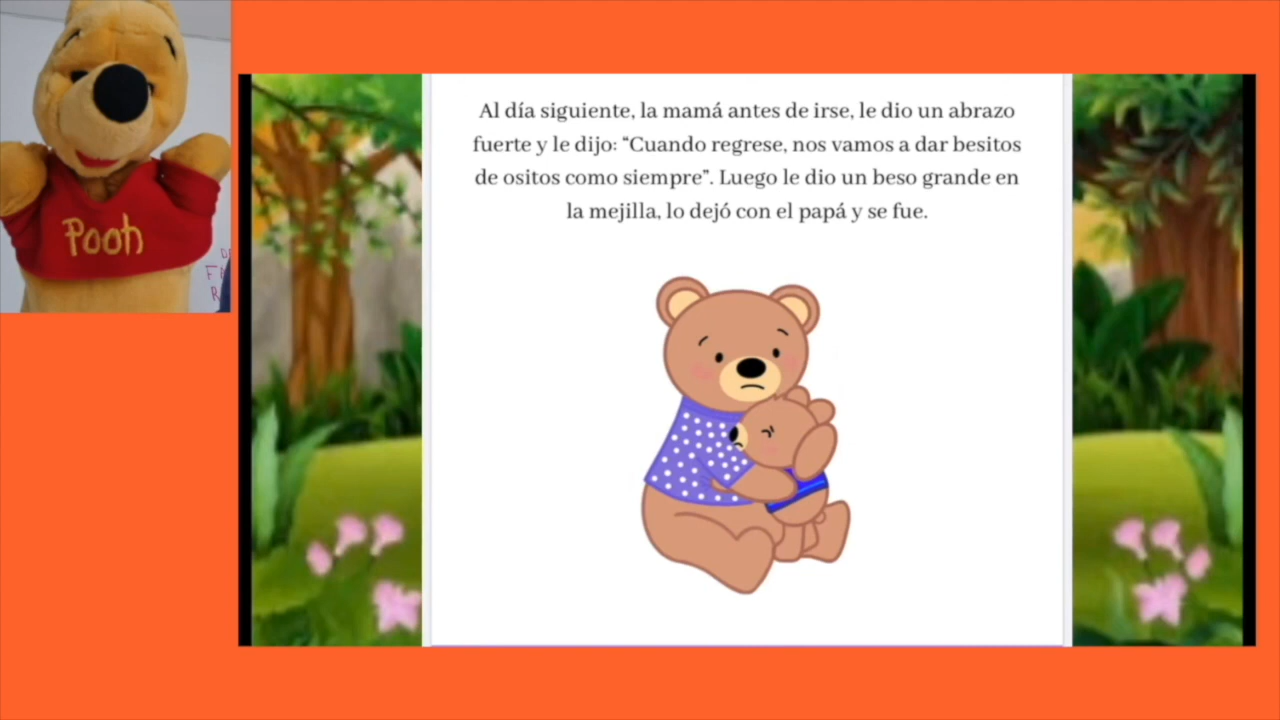 Pooh
Al día siguiente, la mamá antes de irse, le dio un abrazo
fuerte y le dijo: “Cuando regrese, nos vamos a dar besitos
de ositos como siempre”. Luego le dio un beso grande en
la mejilla, lo dejó con el papá y se fue.